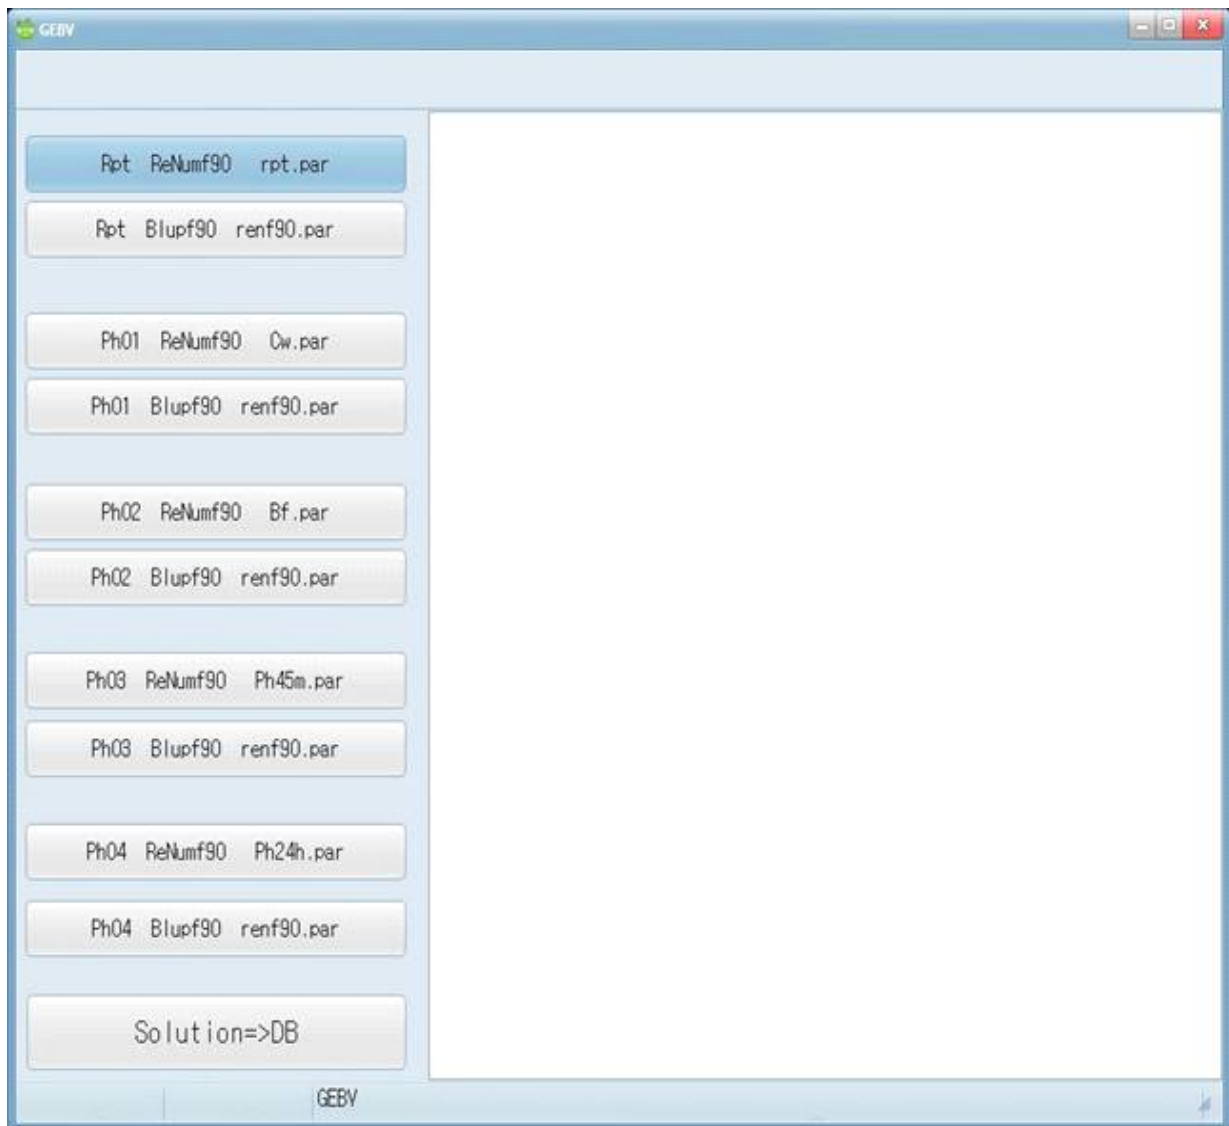 GEBV
Rpt ReNumf90 rpt.par
Rpt Blupf90 renf90.par
Ph01 ReNumf90 Cw.par
Ph01 Blupf90 renf90.par
Ph02 ReNumf90 Bf.par
Ph02 Blupf90 renf90.par
Ph03 ReNumf90 Ph45m.par
Ph03 Blupf90 renf90.par
Ph04 ReNumf90 Ph24h.par
Ph04 Blupf90 renf90.par
Solution=>DB
GEBV